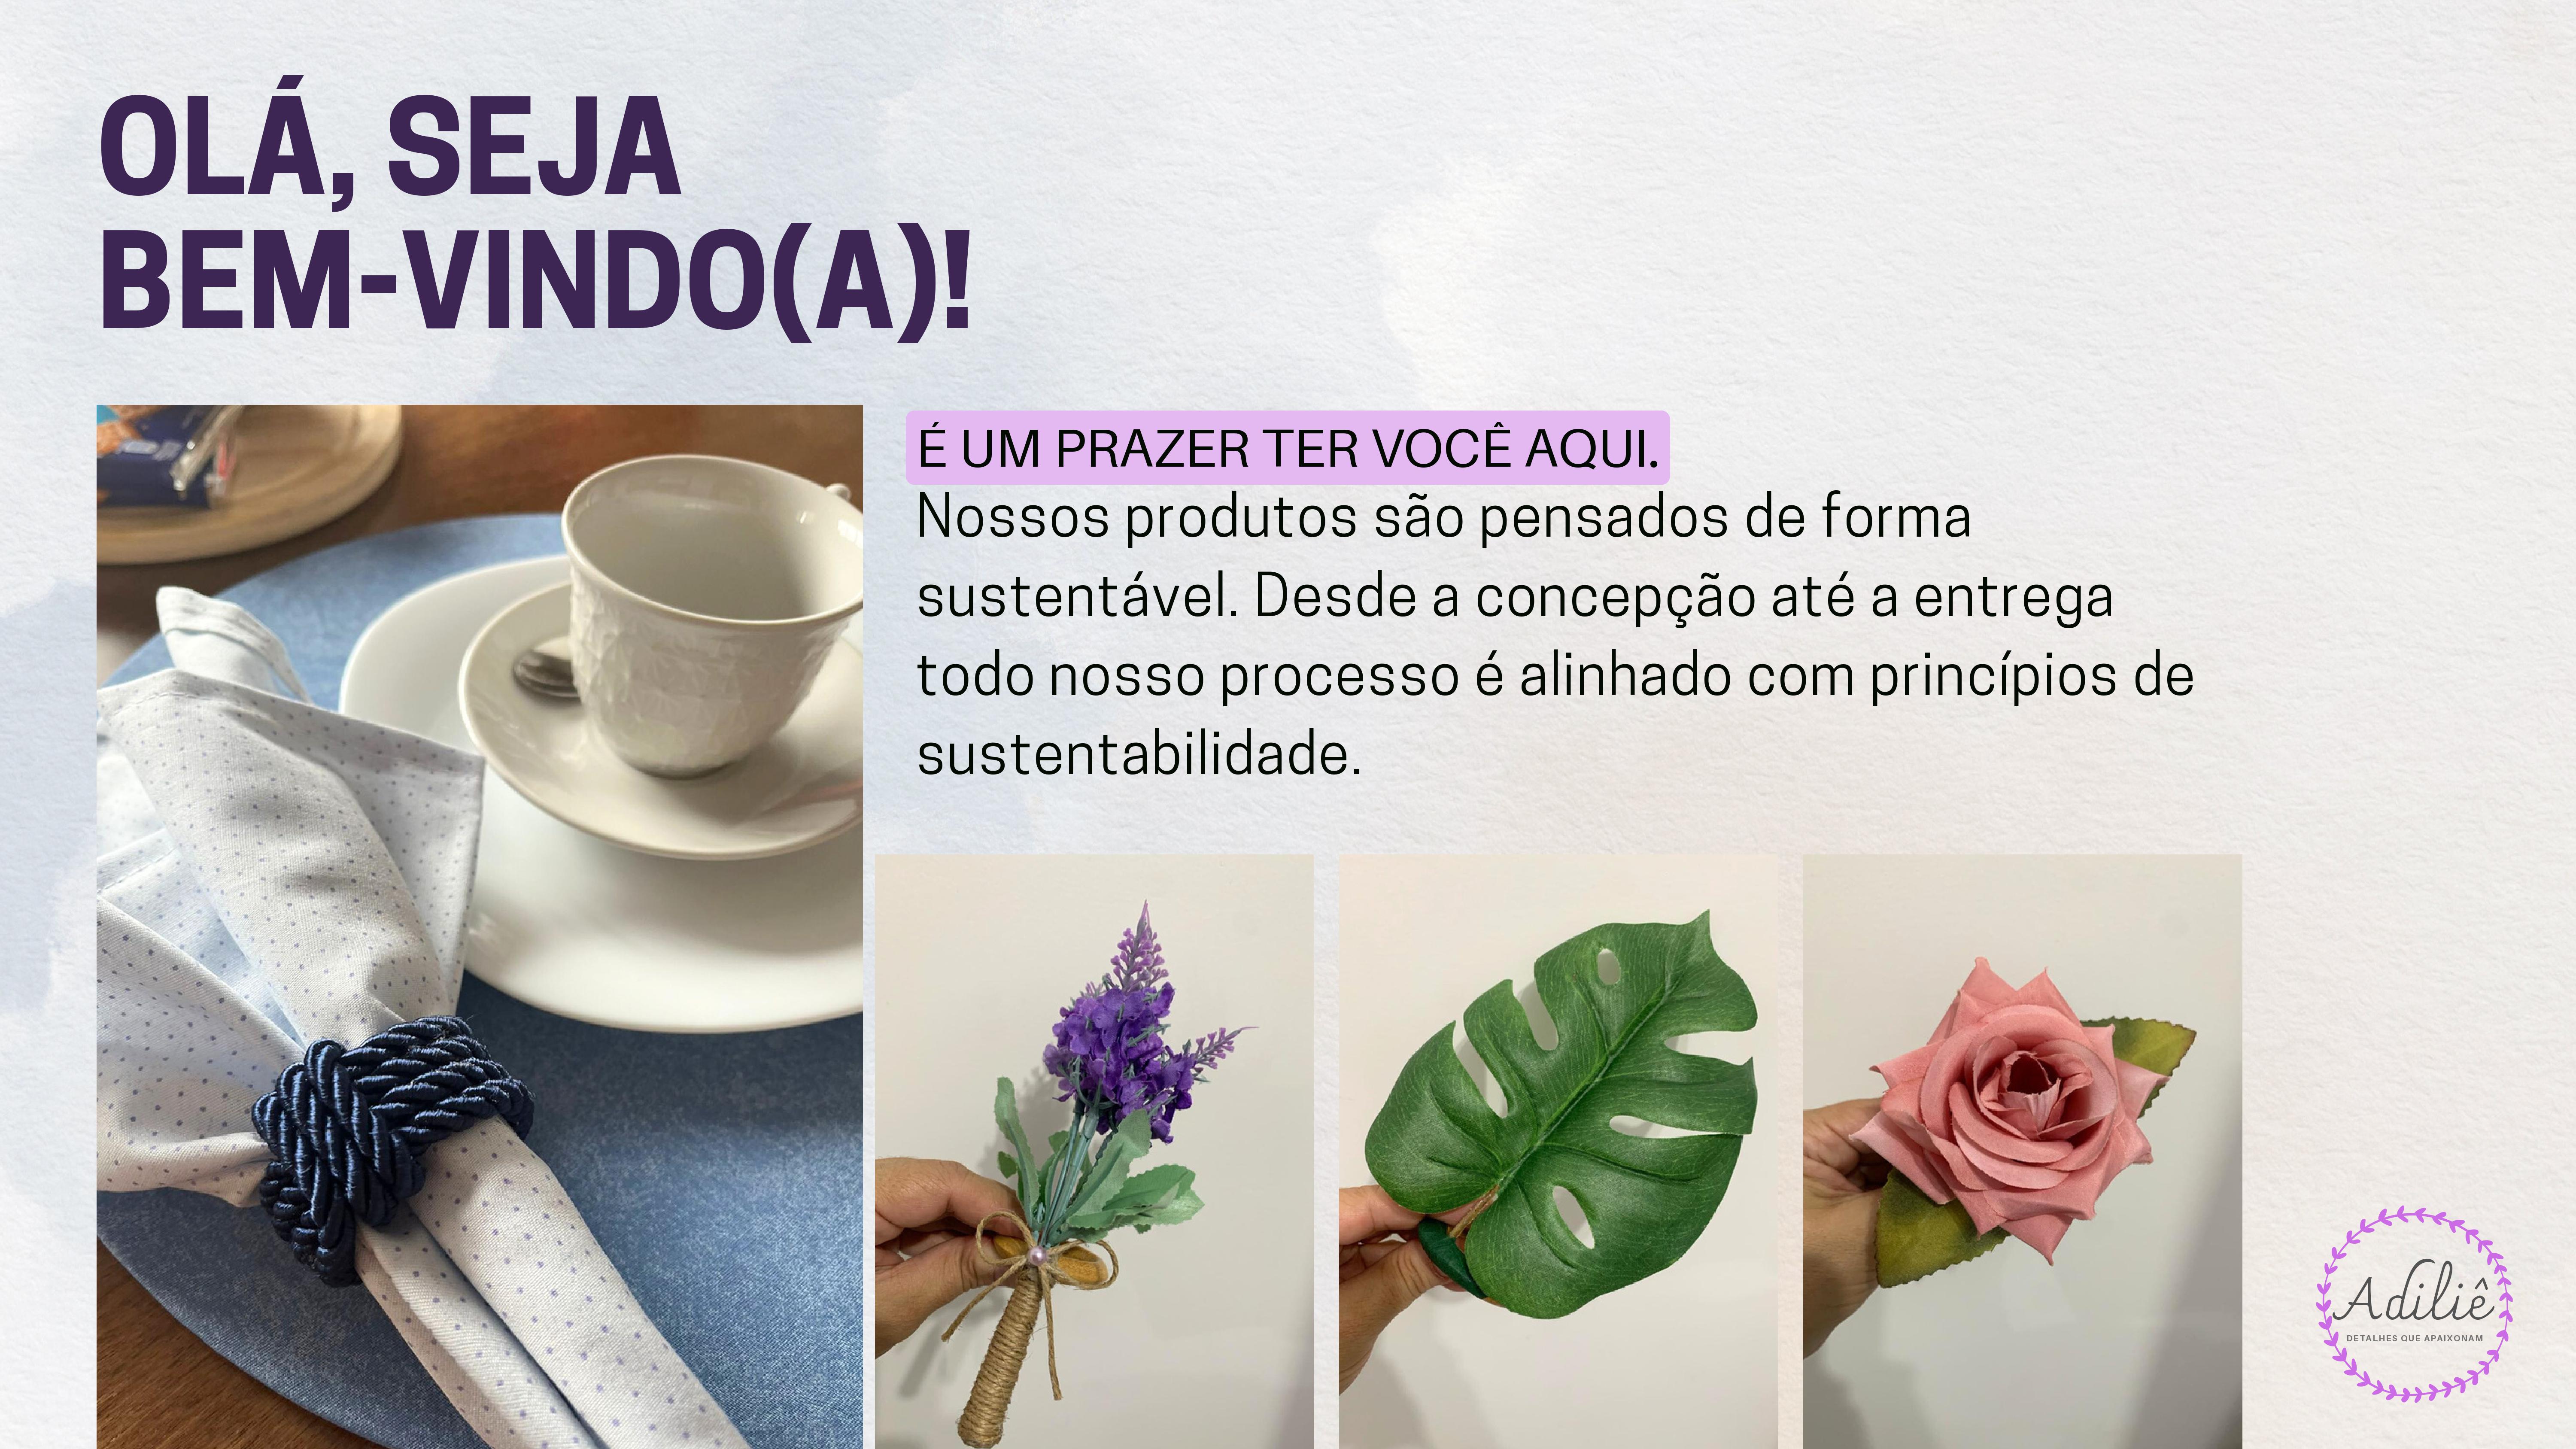 OLÁ, SEJA
BEM-VINDO(A)!
É UM PRAZER TER VOCÊ AQUI.
Nossos produtos são pensados de forma
sustentável. Desde a concepção até a entrega
todo nosso processo é alinhado com princípios de
sustentabilidade.
Adiliê
DETALHES QUE APAIXONAM